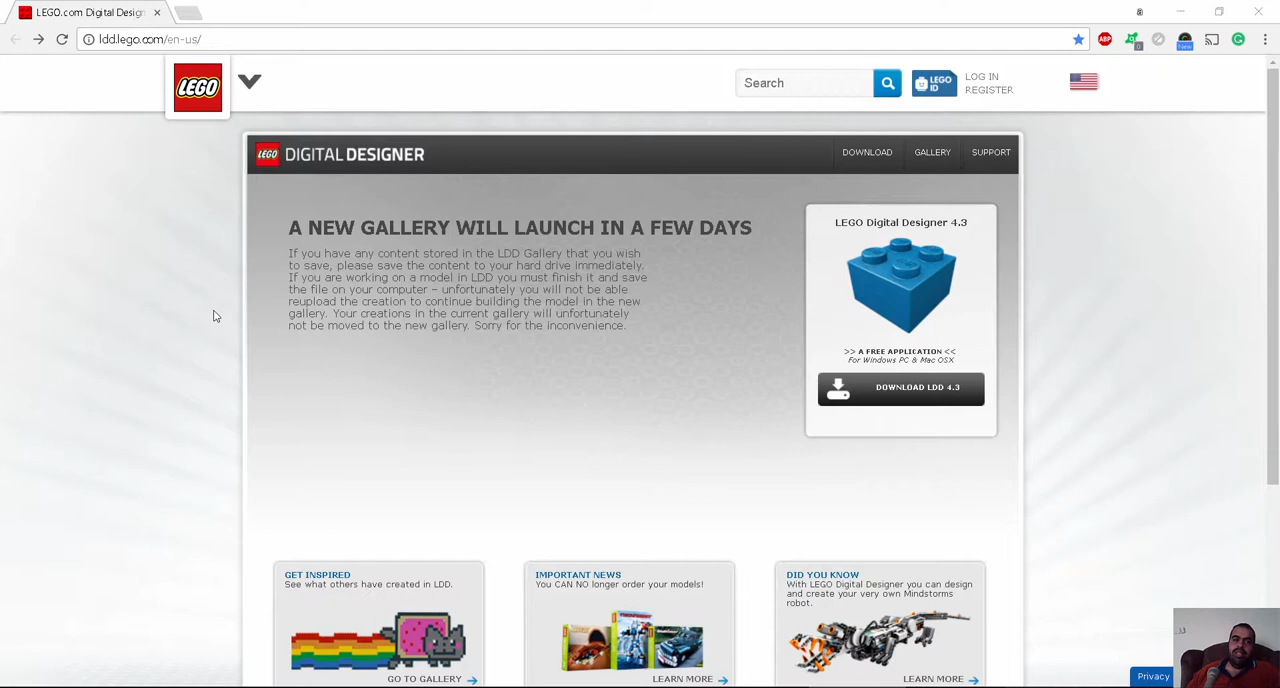 LEGO.com Digital Design
ldd.lego.com/en-us/
ABP
0
New
LEGO
Search
LEGO ID
LOG IN
REGISTER
LEGO DIGITAL DESIGNER
DOWNLOAD
GALLERY
SUPPORT
A NEW GALLERY WILL LAUNCH IN A FEW DAYS
If you have any content stored in the LDD Gallery that you wish
to save, please save the content to your hard drive immediately.
If you are working on a model in LDD you must finish it and save
the file on your computer – unfortunately you will not be able
reupload the creation to continue building the model in the new
gallery. Your creations in the current gallery will unfortunately
not be moved to the new gallery. Sorry for the inconvenience.
LEGO Digital Designer 4.3
>> A FREE APPLICATION <<
For Windows PC & Mac OSX
DOWNLOAD LDD 4.3
GET INSPIRED
See what others have created in LDD.
GO TO GALLERY
IMPORTANT NEWS
You CAN NO longer order your models!
LEARN MORE
DID YOU KNOW
With LEGO Digital Designer you can design
and create your very own Mindstorms
robot.
LEARN MORE
Privacy